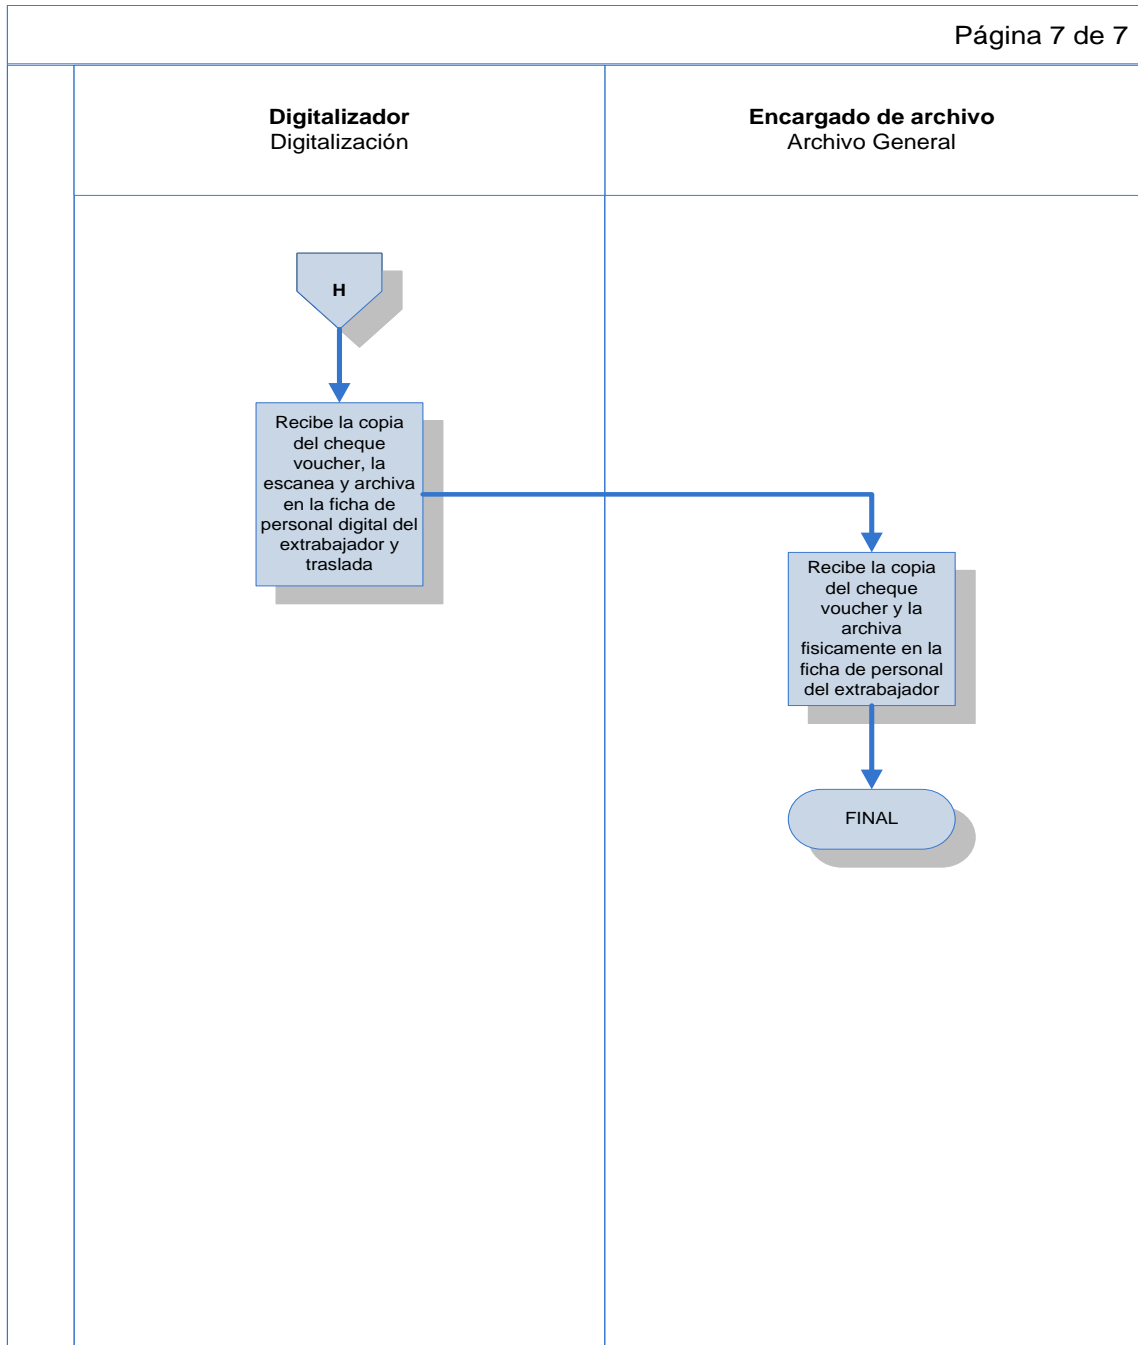 Página 7 de 7
Digitalizador
Digitalización
Encargado de archivo
Archivo General
H
Recibe la copia
del cheque
voucher, la
escanea y archiva
en la ficha de
personal digital del
extrabajador y
traslada
Recibe la copia
del cheque
voucher y la
archiva
fisicamente en la
ficha de personal
del extrabajador
FINAL